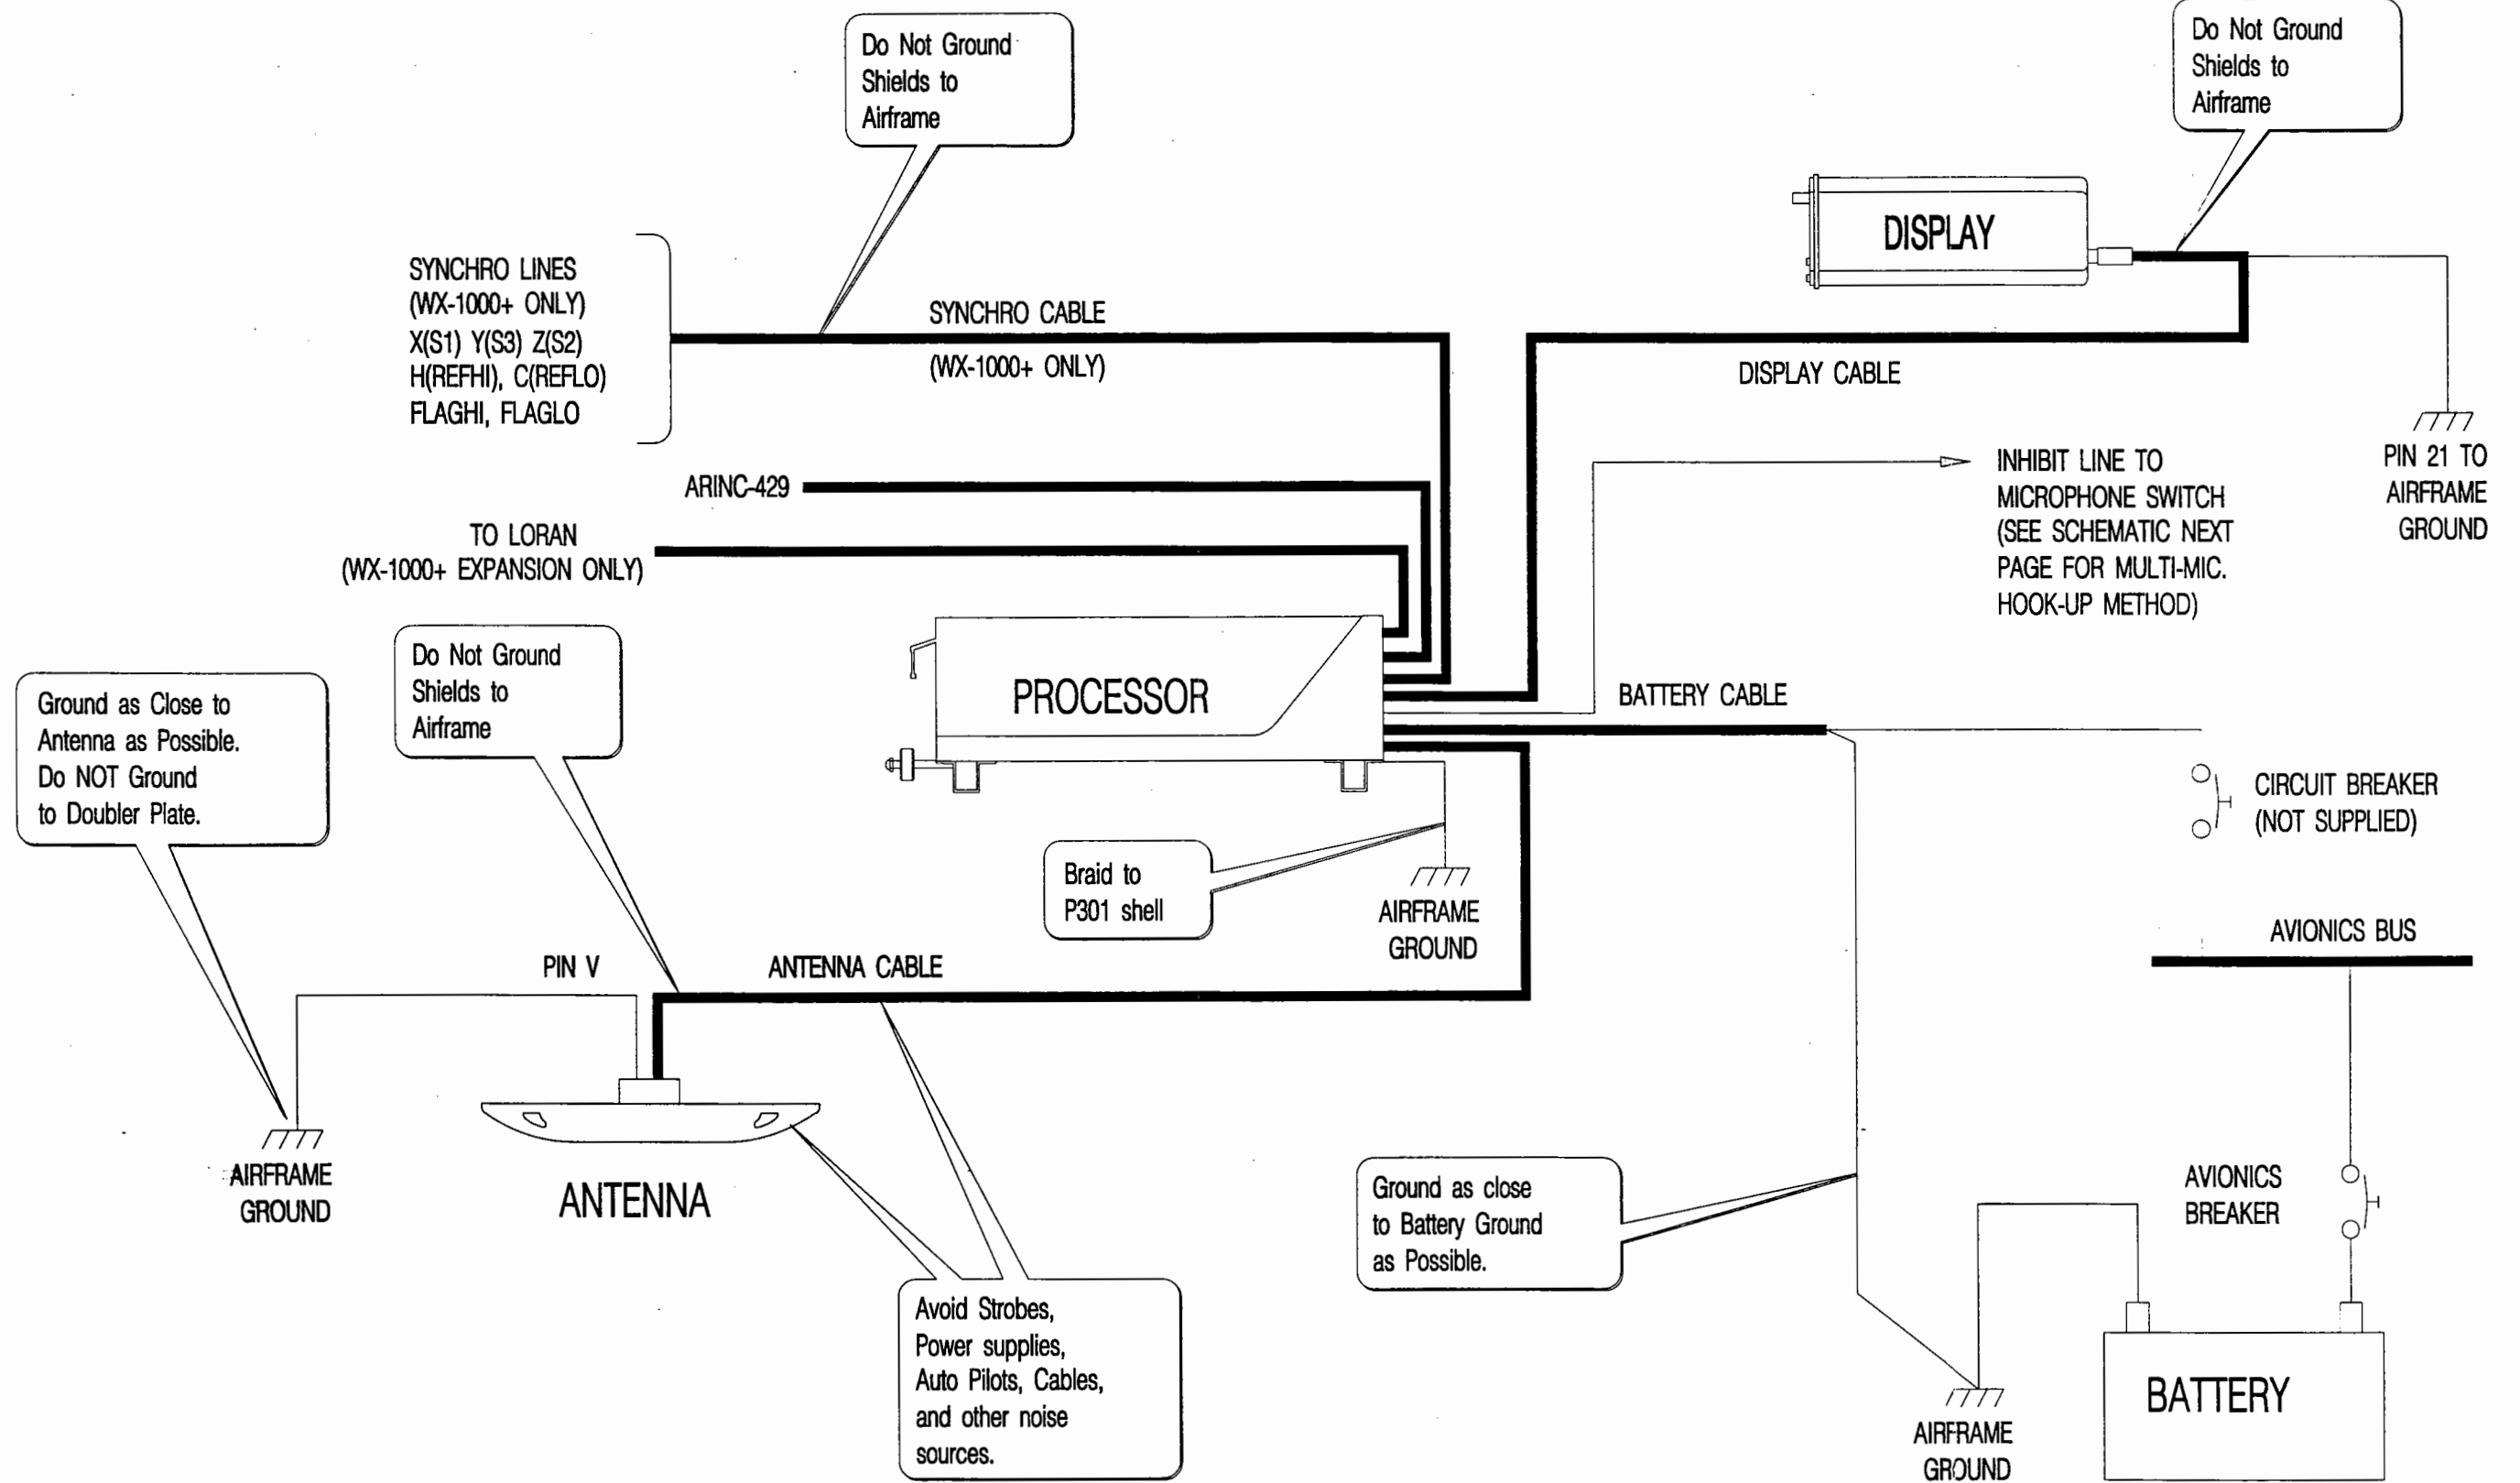 Do Not Ground
Shields to
Airframe
Do Not Ground
Shields to
Airframe
DISPLAY
SYNCHRO LINES
(WX-1000+ ONLY)
X(S1) Y(S3) Z(S2)
H(REFHI), C(REFLO)
FLAGHI, FLAGLO
SYNCHRO CABLE
(WX-1000+ ONLY)
DISPLAY CABLE
PIN 21 TO
AIRFRAME
GROUND
INHIBIT LINE TO
MICROPHONE SWITCH
(SEE SCHEMATIC NEXT
PAGE FOR MULTI-MIC.
HOOK-UP METHOD)
ARINC-429
TO LORAN
(WX-1000+ EXPANSION ONLY)
Do Not Ground
Shields to
Airframe
Ground as Close to
Antenna as Possible.
Do NOT Ground
to Doubler Plate.
PROCESSOR
BATTERY CABLE
CIRCUIT BREAKER
(NOT SUPPLIED)
Braid to
P301 shell
AIRFRAME
GROUND
AVIONICS BUS
PIN V
ANTENNA CABLE
AIRFRAME
GROUND
ANTENNA
Ground as close
to Battery Ground
as Possible.
AVIONICS
BREAKER
Avoid Strobes,
Power supplies,
Auto Pilots, Cables,
and other noise
sources.
BATTERY
AIRFRAME
GROUND